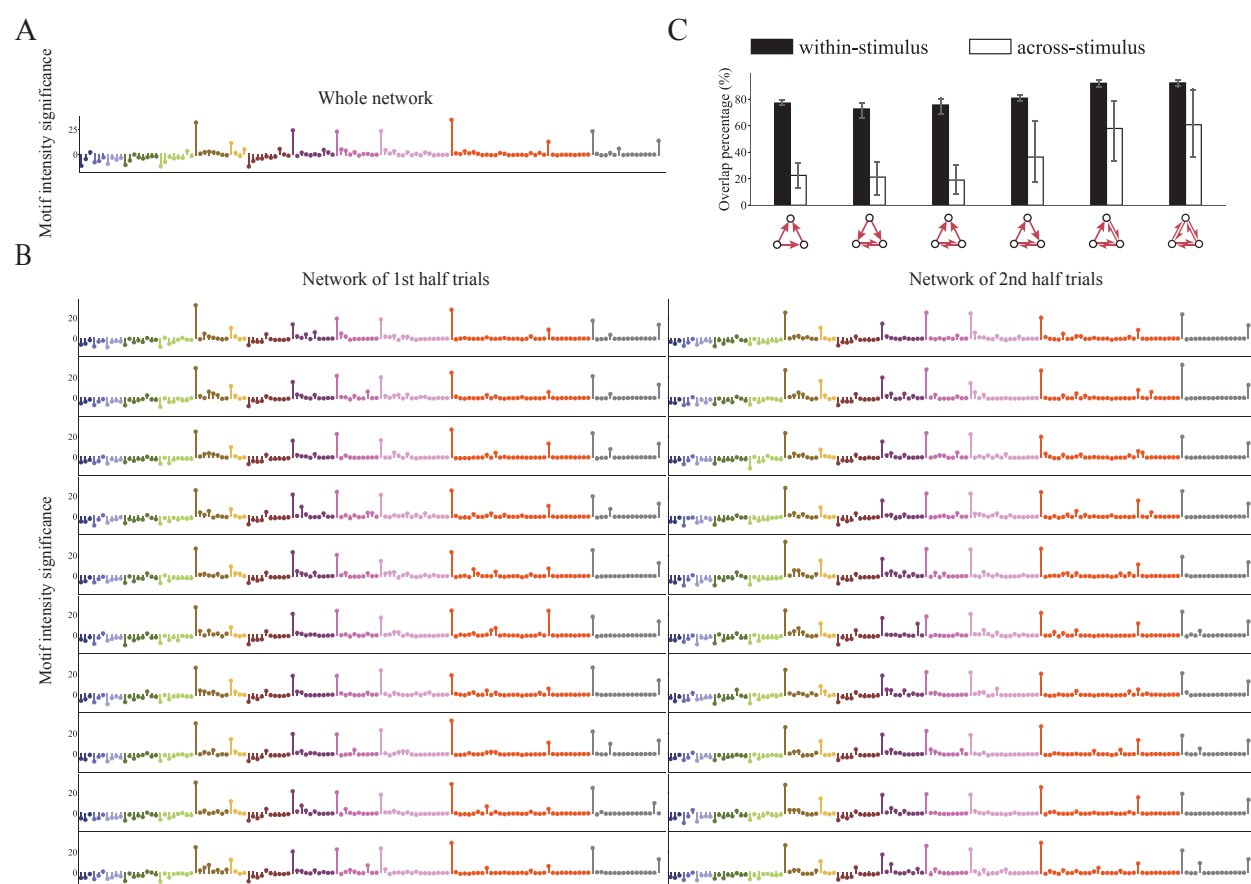 A
Motif intensity significance
Whole network
25
0
C
within-stimulus
across-stimulus
Overlap percentage (%)
80
60
40
20
0
B
Motif intensity significance
Network of 1st half trials
Network of 2nd half trials
20
0
20
0
20
0
20
0
20
0
20
0
20
0
20
0
20
0
20
0